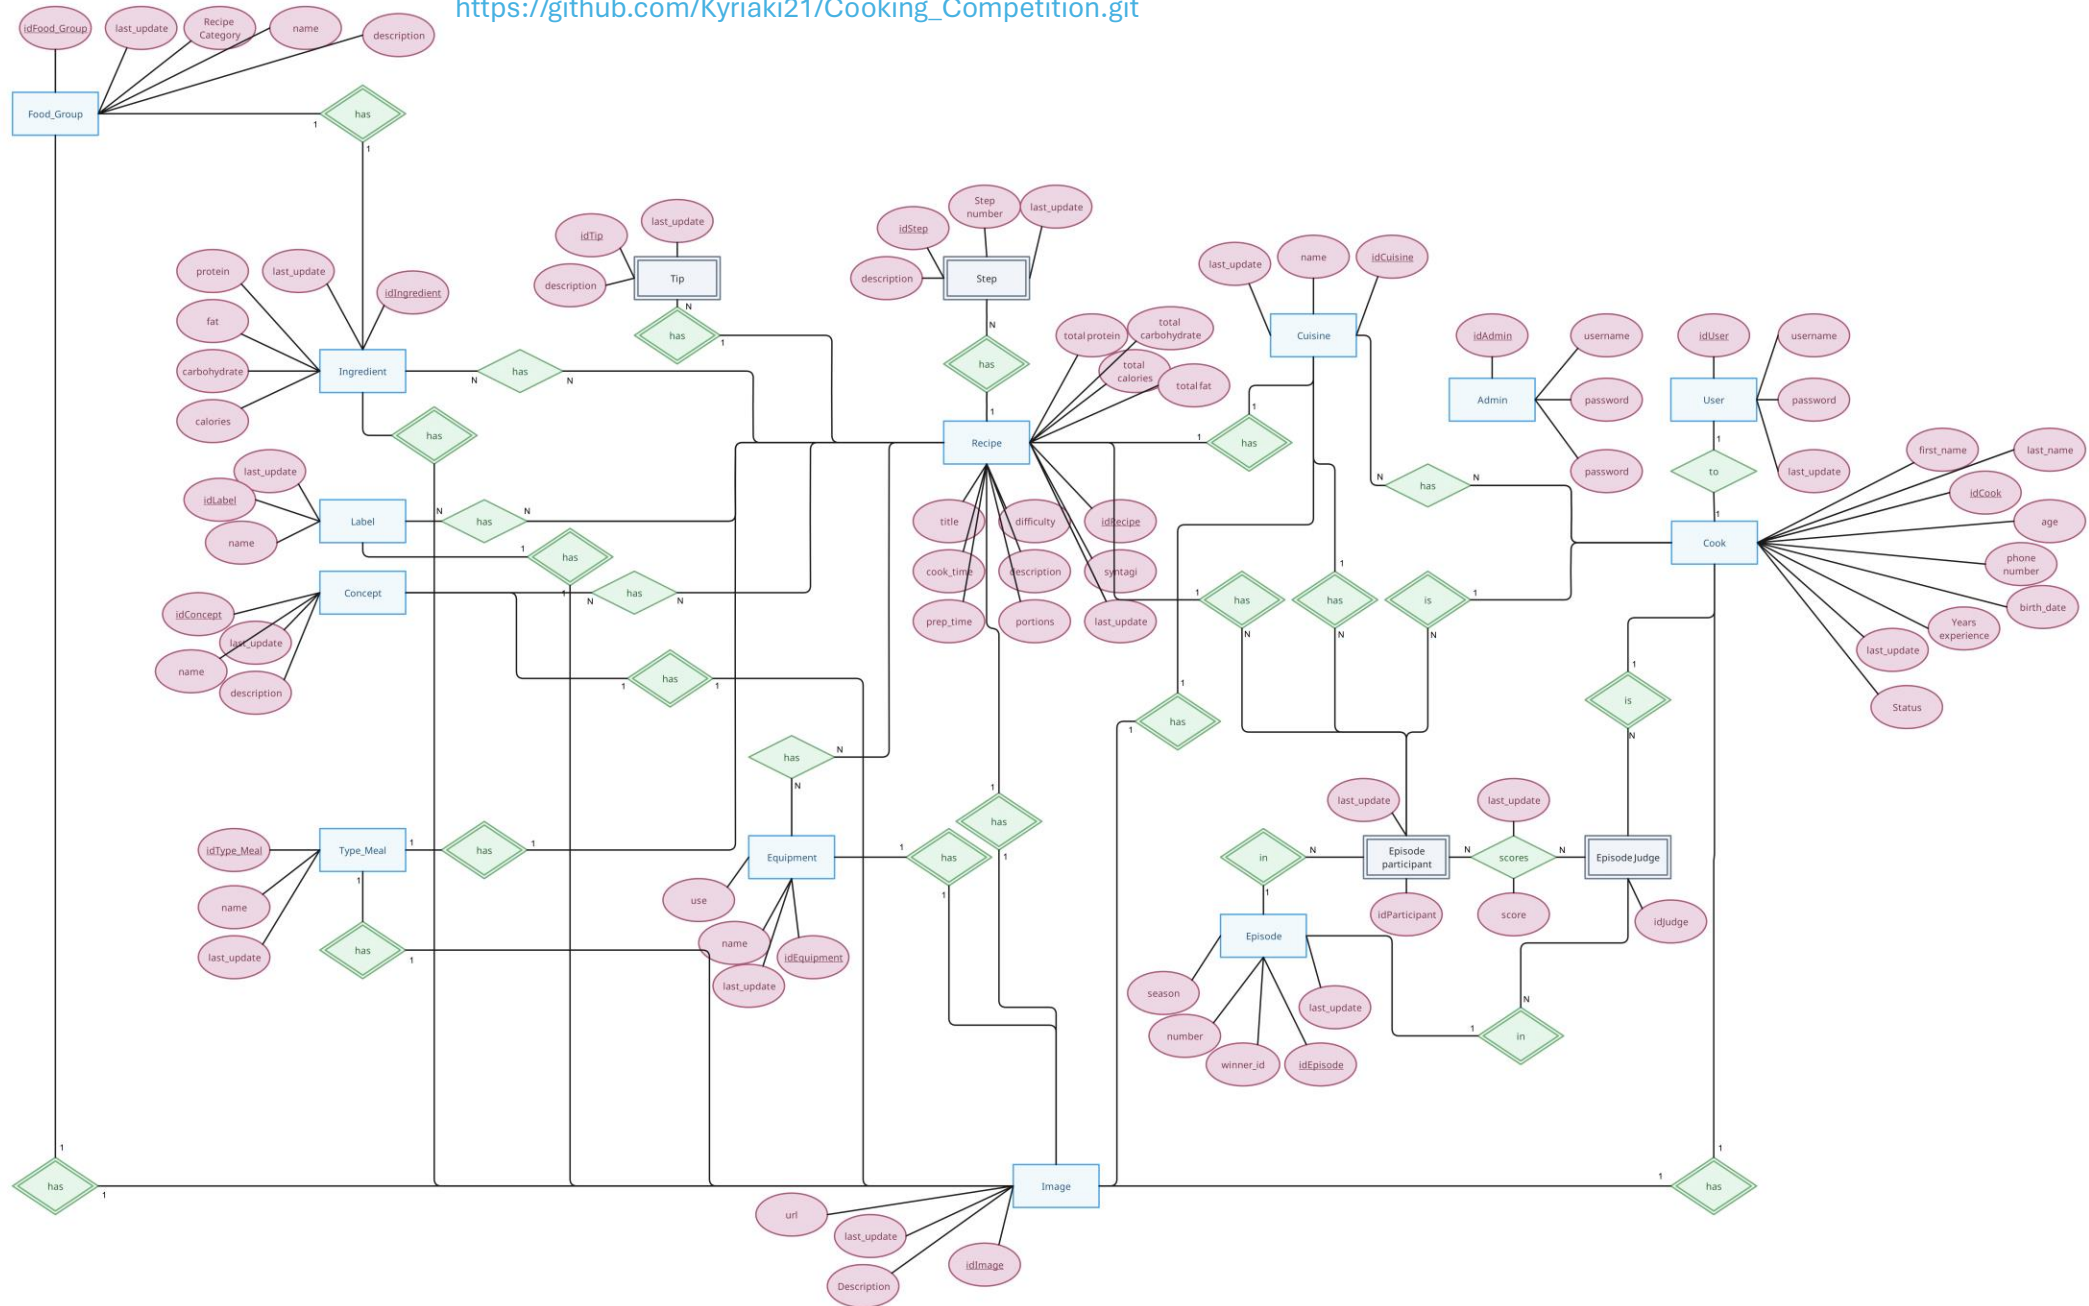 https://github.com/Kyriaki21/Cooking_Competition.git
idFood_Group
last_update
Recipe
Category
name
description
Food_Group
1
has
1
Tip
idTip
last_update
description
N
has
1
Step
idStep
Step
number
last_update
description
N
has
1
protein
last_update
idIngredient
fat
carbohydrate
calories
Ingredient
N
has
N
has
last_update
idLabel
name
Label
N
has
N
1
has
1
Concept
idConcept
last_update
name
description
N
has
N
1
has
1
Recipe
total protein
total
carbohydrate
total
calories
total fat
title
difficulty
idRecipe
cook_time
description
syntagi
prep_time
portions
last_update
1
has
1
last_update
name
idCuisine
Cuisine
N
has
N
1
has
N
1
has
N
is
1
N
1
has
1
idAdmin
username
Admin
password
password
idUser
username
User
password
last_update
1
to
1
Cook
first_name
last_name
idCook
age
phone
number
birth_date
Years
experience
last_update
Status
1
is
N
has
N
N
Equipment
use
name
last_update
idEquipment
1
has
1
1
has
1
idType_Meal
name
last_update
Type_Meal
1
has
1
1
has
1
last_update
last_update
in
N
1
Episode
participant
N
scores
N
Episode Judge
idParticipant
score
idJudge
Episode
season
number
winner_id
idEpisode
last_update
1
N
in
1
has
1
Image
1
1
has
url
last_update
Description
idImage